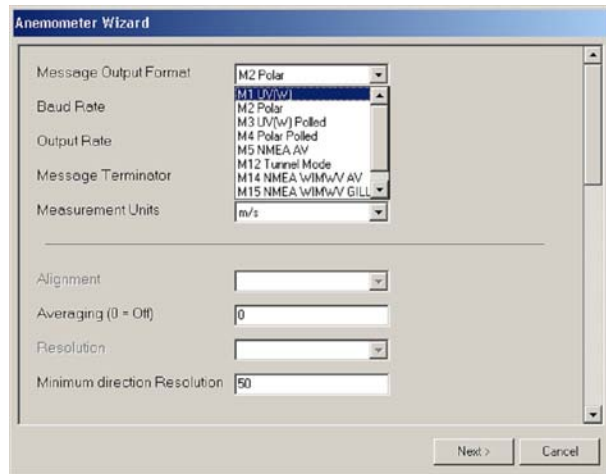 Anemometer Wizard
Message Output Format M2 Polar
M1 UV(W)
Baud Rate M2 Polar
M3 UV(W) Polled
Output Rate M4 Polar Polled
M5 NMEA AV
Message Terminator M12 Tunnel Mode
M14 NMEA WIMWV AV
M15 NMEA WIMWV GILL
Measurement Units m/s
Alignment
Averaging (0 = Off) 0
Resolution
Minimum direction Resolution 50
Next > Cancel